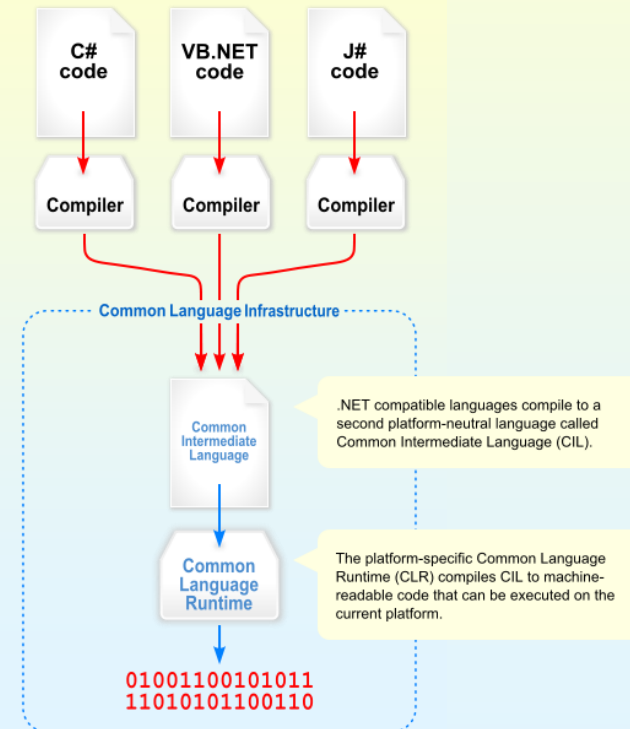 C#
code
VB.NET
code
J#
code
Compiler
Compiler
Compiler
Common Language Infrastructure
Common
Intermediate
Language
.NET compatible languages compile to a
second platform-neutral language called
Common Intermediate Language (CIL).
Common
Language
Runtime
The platform-specific Common Language
Runtime (CLR) compiles CIL to machine-
readable code that can be executed on the
current platform.
01001100101011
11010101100110